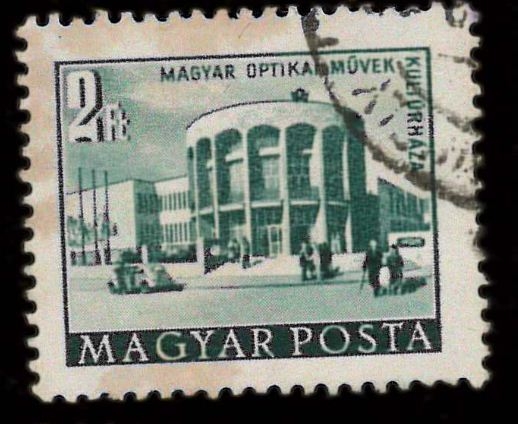 2 Ft
MAGYAR OPTIKAI MŰVEK
KULTÚRHÁZA
MAGYAR POSTA